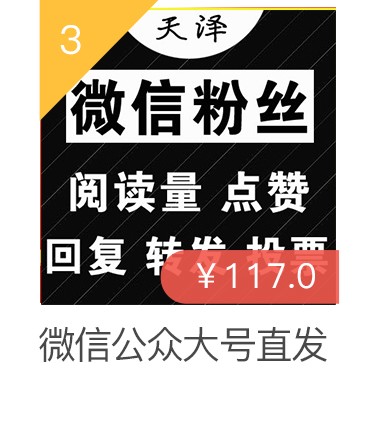 3
天泽
微信粉丝
阅读量 点赞
回复 转发 投票
￥117.0
微信公众大号直发